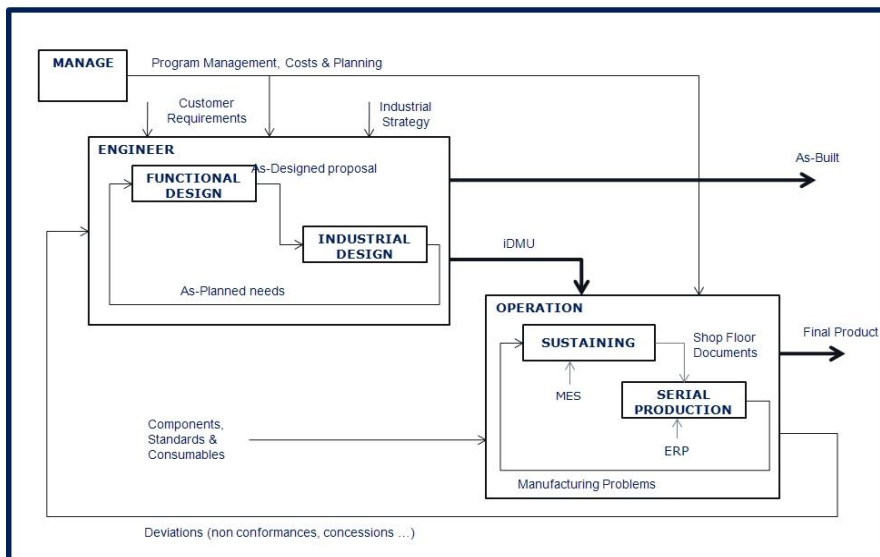 MANAGE
Program Management, Costs & Planning
Customer
Requirements
Industrial
Strategy
ENGINEER
As-Designed proposal
As-Built
FUNCTIONAL
DESIGN
INDUSTRIAL
DESIGN
iDMU
As-Planned needs
OPERATION
SUSTAINING
Shop Floor
Documents
Final Product
MES
SERIAL
PRODUCTION
Components,
Standards &
Consumables
ERP
Manufacturing Problems
Deviations (non conformances, concessions ...)